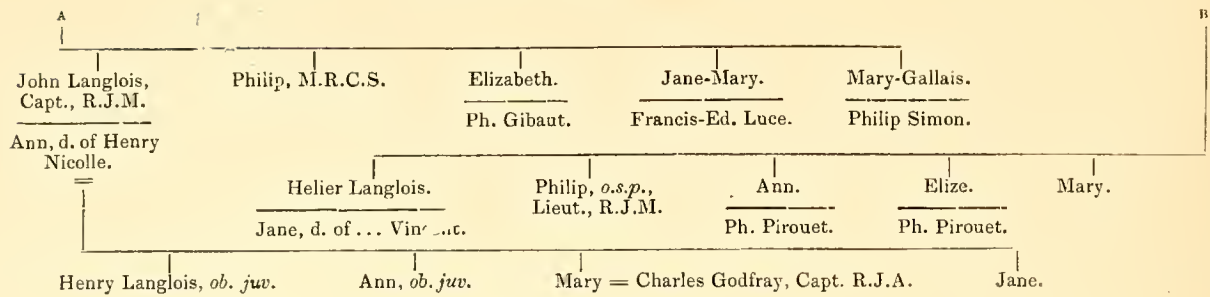 A B
John Langlois, Philip, M.R.C.S. Elizabeth. Jane-Mary. Mary-Gallais.
Capt., R.J.M.
Ph. Gibaut. Francis-Ed. Luce. Philip Simon.
Ann, d. of Henry
Nicolle.
=
Helier Langlois. Philip, o.s.p., Ann. Elize. Mary.
Lieut., R.J.M.
Jane, d. of ... Ph. Pirouet. Ph. Pirouet.
Henry Langlois, ob. juv. Ann, ob. juv. Mary = Charles Godfray, Capt. R.J.A. Jane.